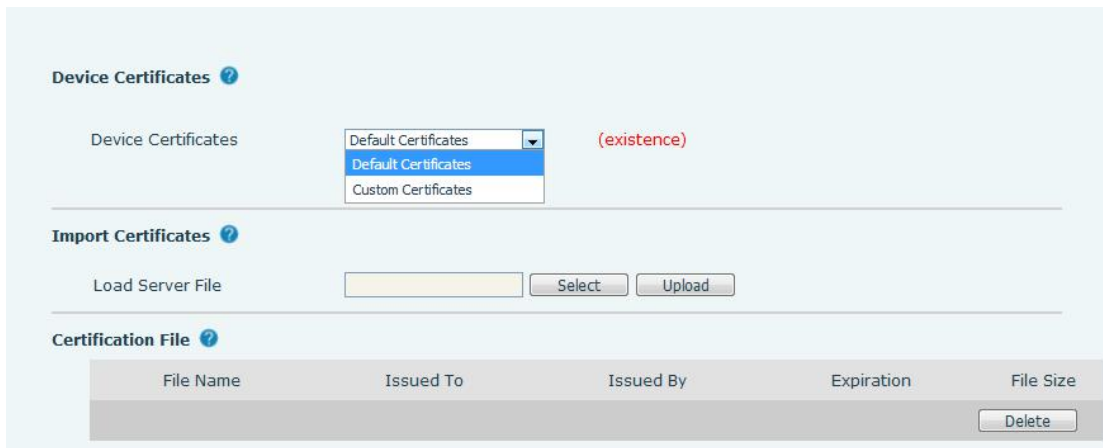 Device Certificates ?
Device Certificates Default Certificates (existence)
Default Certificates
Custom Certificates
Import Certificates ?
Load Server File Select Upload
Certification File ?
File Name Issued To Issued By Expiration File Size
Delete